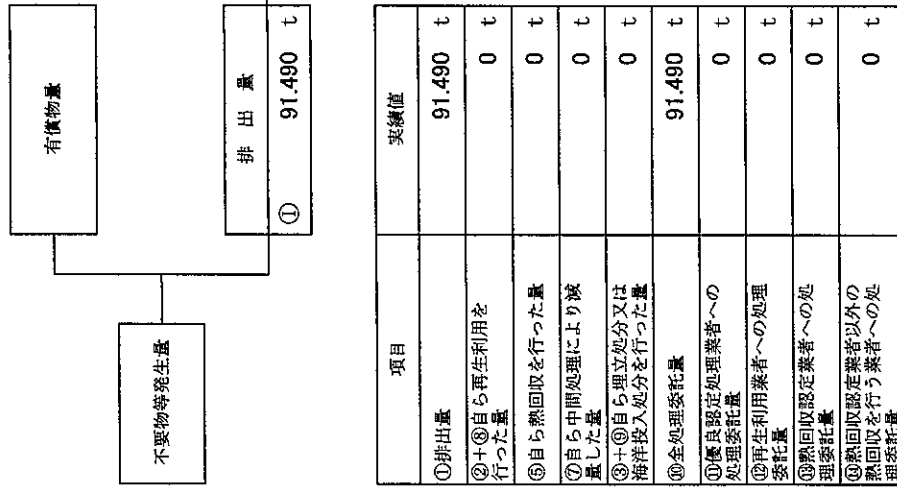 不要物等発生量
有償物量
排出量
① 91.490 t
項目 実績値
①排出量 91.490 t
②+⑧自ら再生利用を
行った量 0 t
⑤自ら熱回収を行った量 0 t
⑦自ら中間処理により減
量した量 0 t
③+⑨自ら埋立処分又は
海洋投入処分を行った量 0 t
⑩全処理委託量 91.490 t
⑪優良認定処理業者への
処理委託量 0 t
⑫再生利用業者への処理
委託量 0 t
⑬熱回収認定業者への処
理委託量 0 t
⑭熱回収認定業者以外の
熱回収を行う業者への処
理委託量 0 t